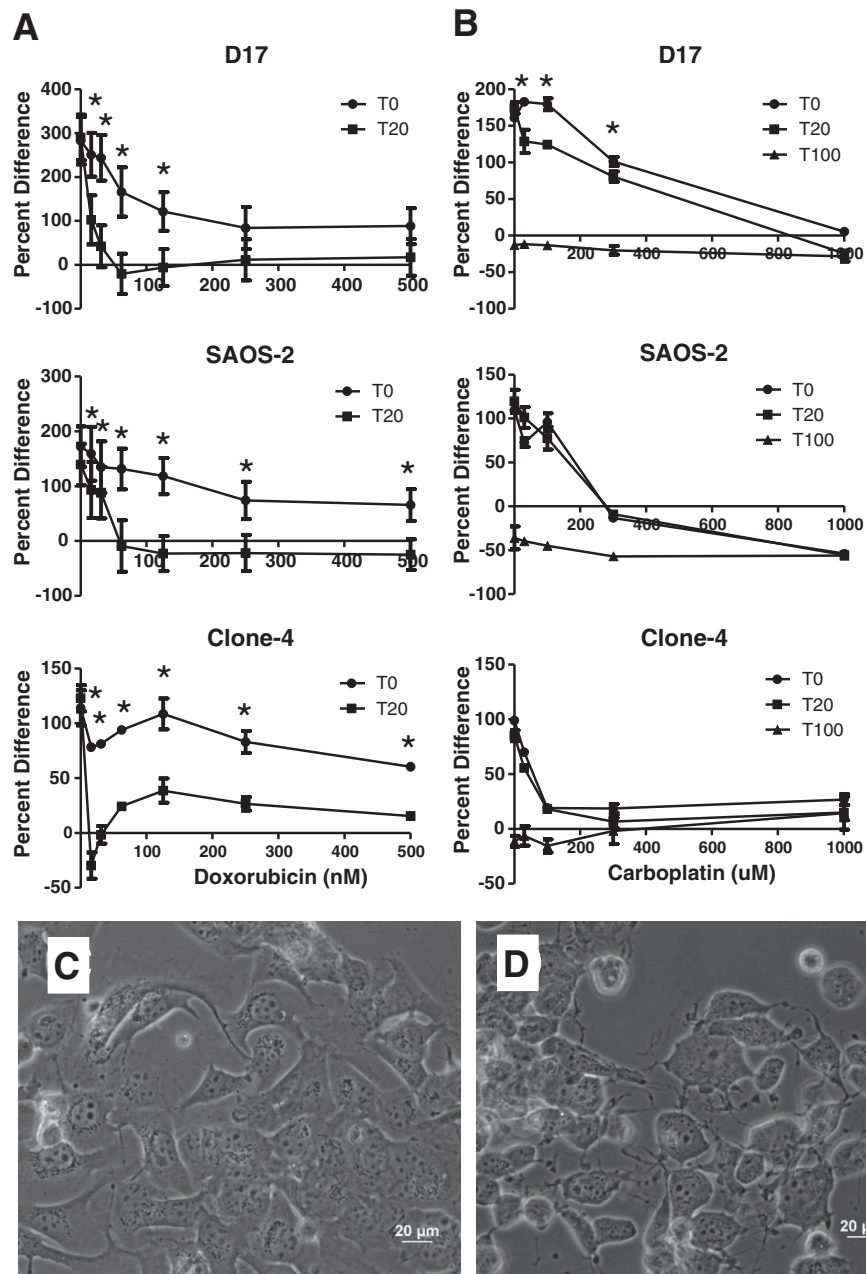 A
B
D17
D17
Percent Difference
400
300
200
100
0
-100
100
200
300
400
500
* * * *
T0
T20
Percent Difference
200
150
100
50
0
-50
-100
200
400
600
800
1000
* * *
T0
T20
T100
SAOS-2
SAOS-2
Percent Difference
300
200
100
0
-100
100
200
300
400
500
* * * * * *
T0
T20
Percent Difference
150
100
50
0
-50
-100
200
400
600
800
1000
T0
T20
T100
Clone-4
Clone-4
Percent Difference
150
100
50
0
-50
100
200
300
400
500
* * * * * *
T0
T20
Doxorubicin (nM)
Percent Difference
150
100
50
0
-50
200
400
600
800
1000
T0
T20
T100
Carboplatin (uM)
C
20 µm
D
20